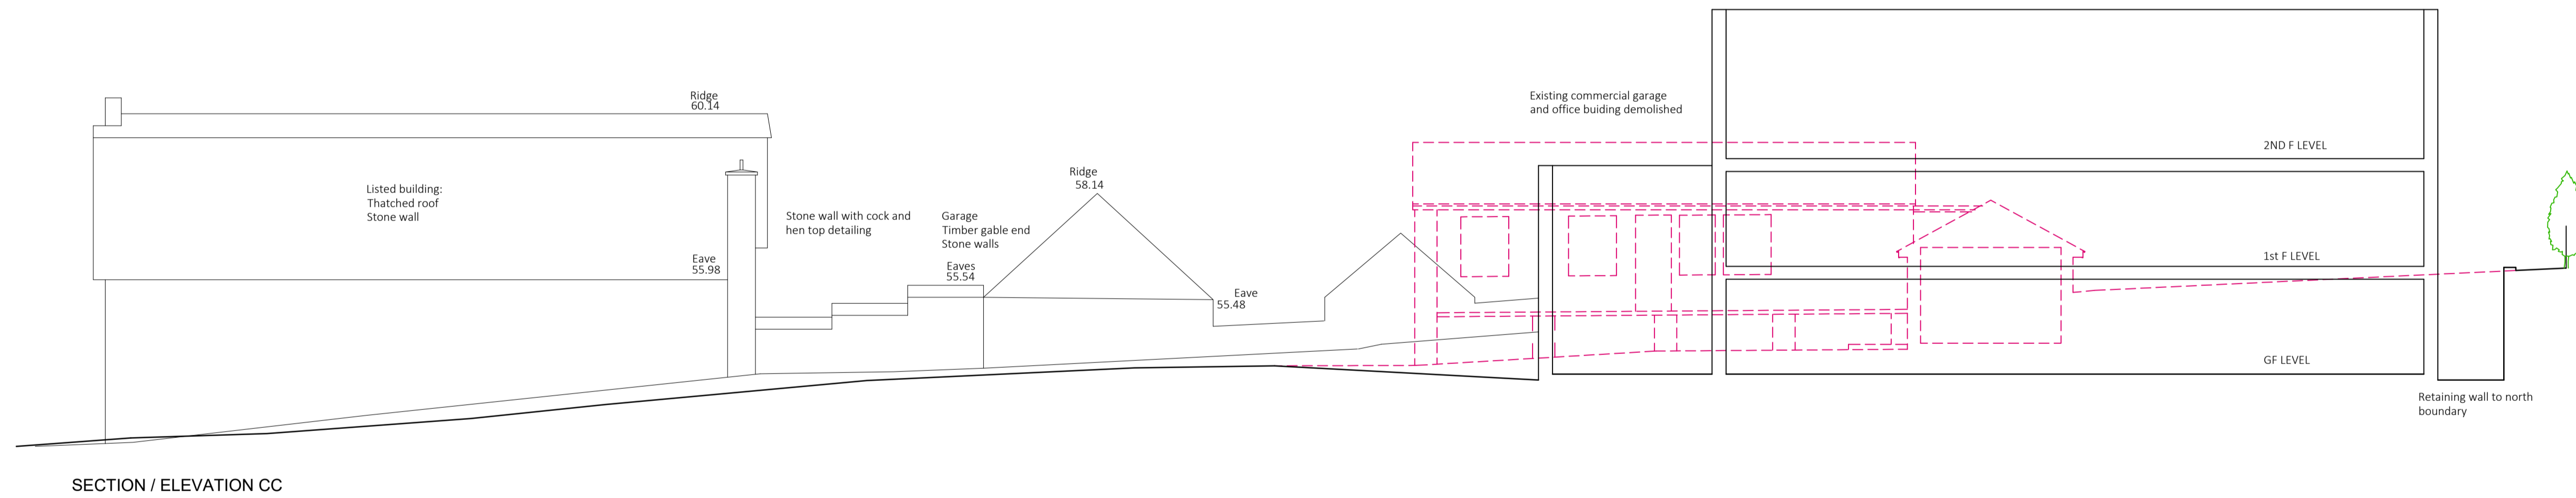 Ridge
60.14
Listed building:
Thatched roof
Stone wall
Eave
55.98
Stone wall with cock and
hen top detailing
Garage
Timber gable end
Stone walls
Eaves
55.54
Ridge
58.14
Eave
55.48
Existing commercial garage
and office buiding demolished
2ND F LEVEL
1st F LEVEL
GF LEVEL
Retaining wall to north
boundary
SECTION / ELEVATION CC